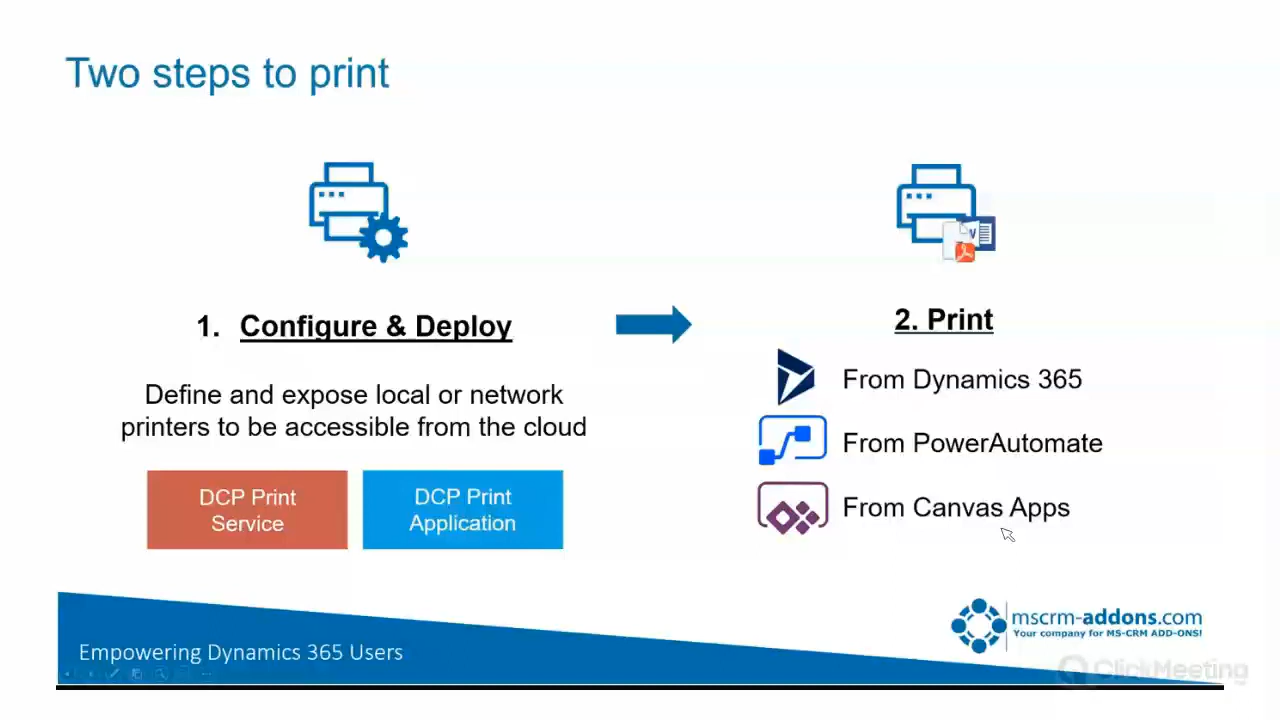 Two steps to print
1. Configure & Deploy
Define and expose local or network
printers to be accessible from the cloud
DCP Print
Service
DCP Print
Application
2. Print
From Dynamics 365
From PowerAutomate
From Canvas Apps
Empowering Dynamics 365 Users
mscrm-addons.com
Your company for MS-CRM ADD-ONS!
ClickMeeting